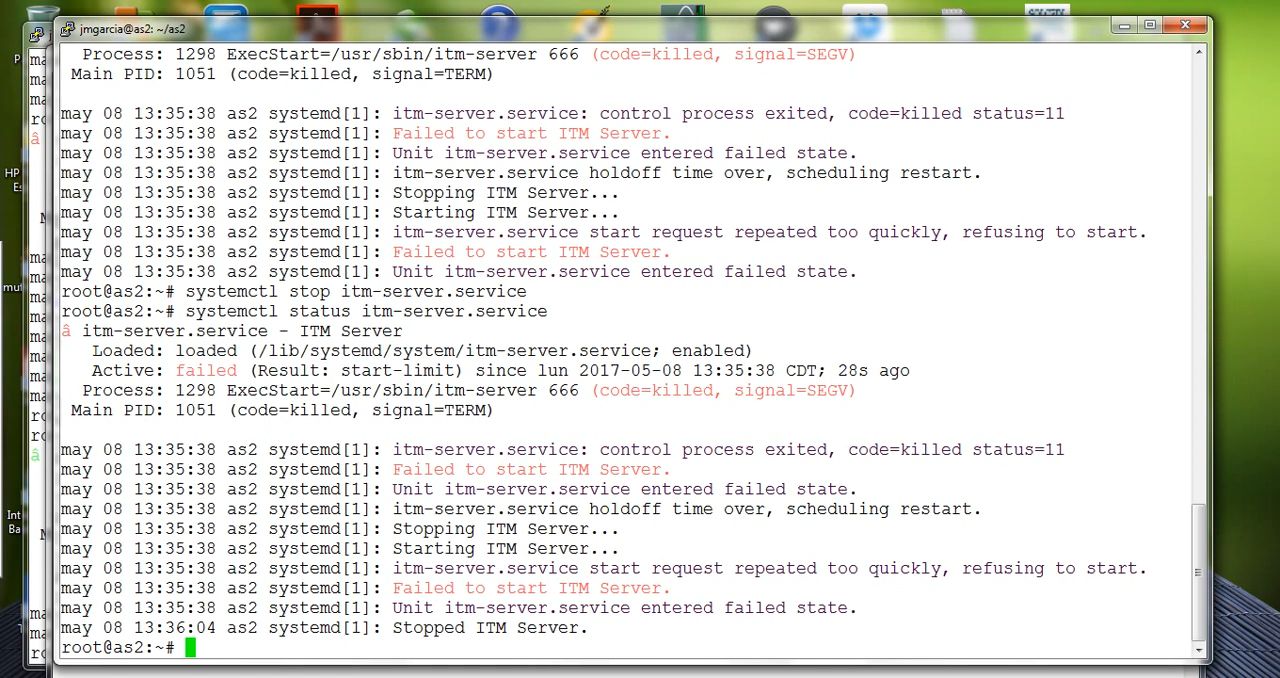 jmgarcia@as2: ~/as2
Process: 1298 ExecStart=/usr/sbin/itm-server 666 (code=killed, signal=SEGV)
Main PID: 1051 (code=killed, signal=TERM)
may 08 13:35:38 as2 systemd[1]: itm-server.service: control process exited, code=killed status=11
may 08 13:35:38 as2 systemd[1]: Failed to start ITM Server.
may 08 13:35:38 as2 systemd[1]: Unit itm-server.service entered failed state.
may 08 13:35:38 as2 systemd[1]: itm-server.service holdoff time over, scheduling restart.
may 08 13:35:38 as2 systemd[1]: Stopping ITM Server...
may 08 13:35:38 as2 systemd[1]: Starting ITM Server...
may 08 13:35:38 as2 systemd[1]: itm-server.service start request repeated too quickly, refusing to start.
may 08 13:35:38 as2 systemd[1]: Failed to start ITM Server.
may 08 13:35:38 as2 systemd[1]: Unit itm-server.service entered failed state.
root@as2:~# systemctl stop itm-server.service
root@as2:~# systemctl status itm-server.service
â itm-server.service - ITM Server
Loaded: loaded (/lib/systemd/system/itm-server.service; enabled)
Active: failed (Result: start-limit) since lun 2017-05-08 13:35:38 CDT; 28s ago
Process: 1298 ExecStart=/usr/sbin/itm-server 666 (code=killed, signal=SEGV)
Main PID: 1051 (code=killed, signal=TERM)
may 08 13:35:38 as2 systemd[1]: itm-server.service: control process exited, code=killed status=11
may 08 13:35:38 as2 systemd[1]: Failed to start ITM Server.
may 08 13:35:38 as2 systemd[1]: Unit itm-server.service entered failed state.
may 08 13:35:38 as2 systemd[1]: itm-server.service holdoff time over, scheduling restart.
may 08 13:35:38 as2 systemd[1]: Stopping ITM Server...
may 08 13:35:38 as2 systemd[1]: Starting ITM Server...
may 08 13:35:38 as2 systemd[1]: itm-server.service start request repeated too quickly, refusing to start.
may 08 13:35:38 as2 systemd[1]: Failed to start ITM Server.
may 08 13:35:38 as2 systemd[1]: Unit itm-server.service entered failed state.
may 08 13:36:04 as2 systemd[1]: Stopped ITM Server.
root@as2:~#
HP